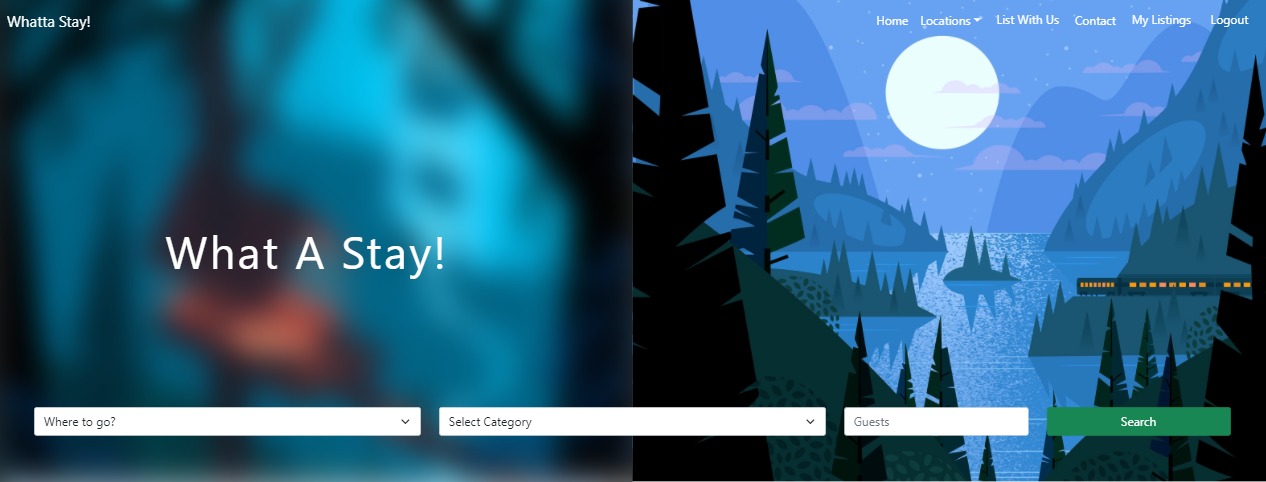 Whatta Stay!
Home Locations List With Us Contact My Listings Logout
What A Stay!
Where to go? Select Category Guests Search